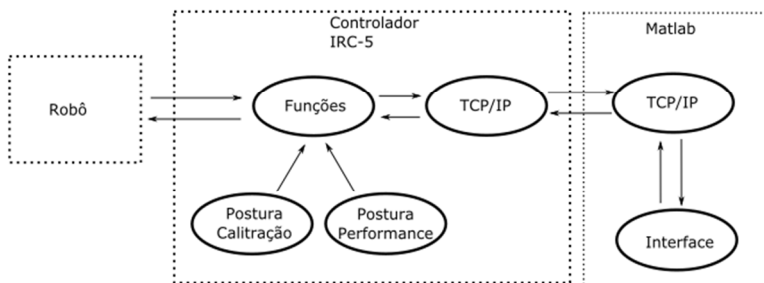 Controlador
IRC-5
Matlab
Robô
Funções
TCP/IP
TCP/IP
Postura
Calitração
Postura
Performance
Interface